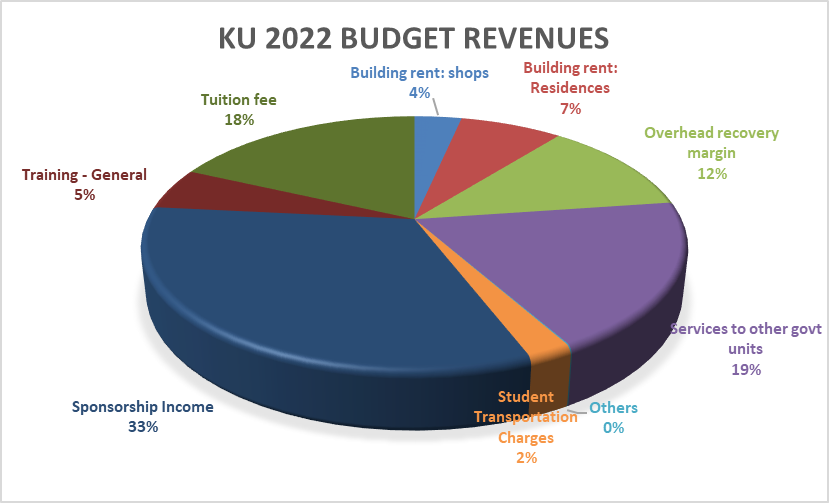 KU 2022 BUDGET REVENUES
Building rent: shops
4%
Building rent:
Residences
7%
Overhead recovery
margin
12%
Services to other govt
units
19%
Others
0%
Student
Transportation
Charges
2%
Sponsorship Income
33%
Training - General
5%
Tuition fee
18%